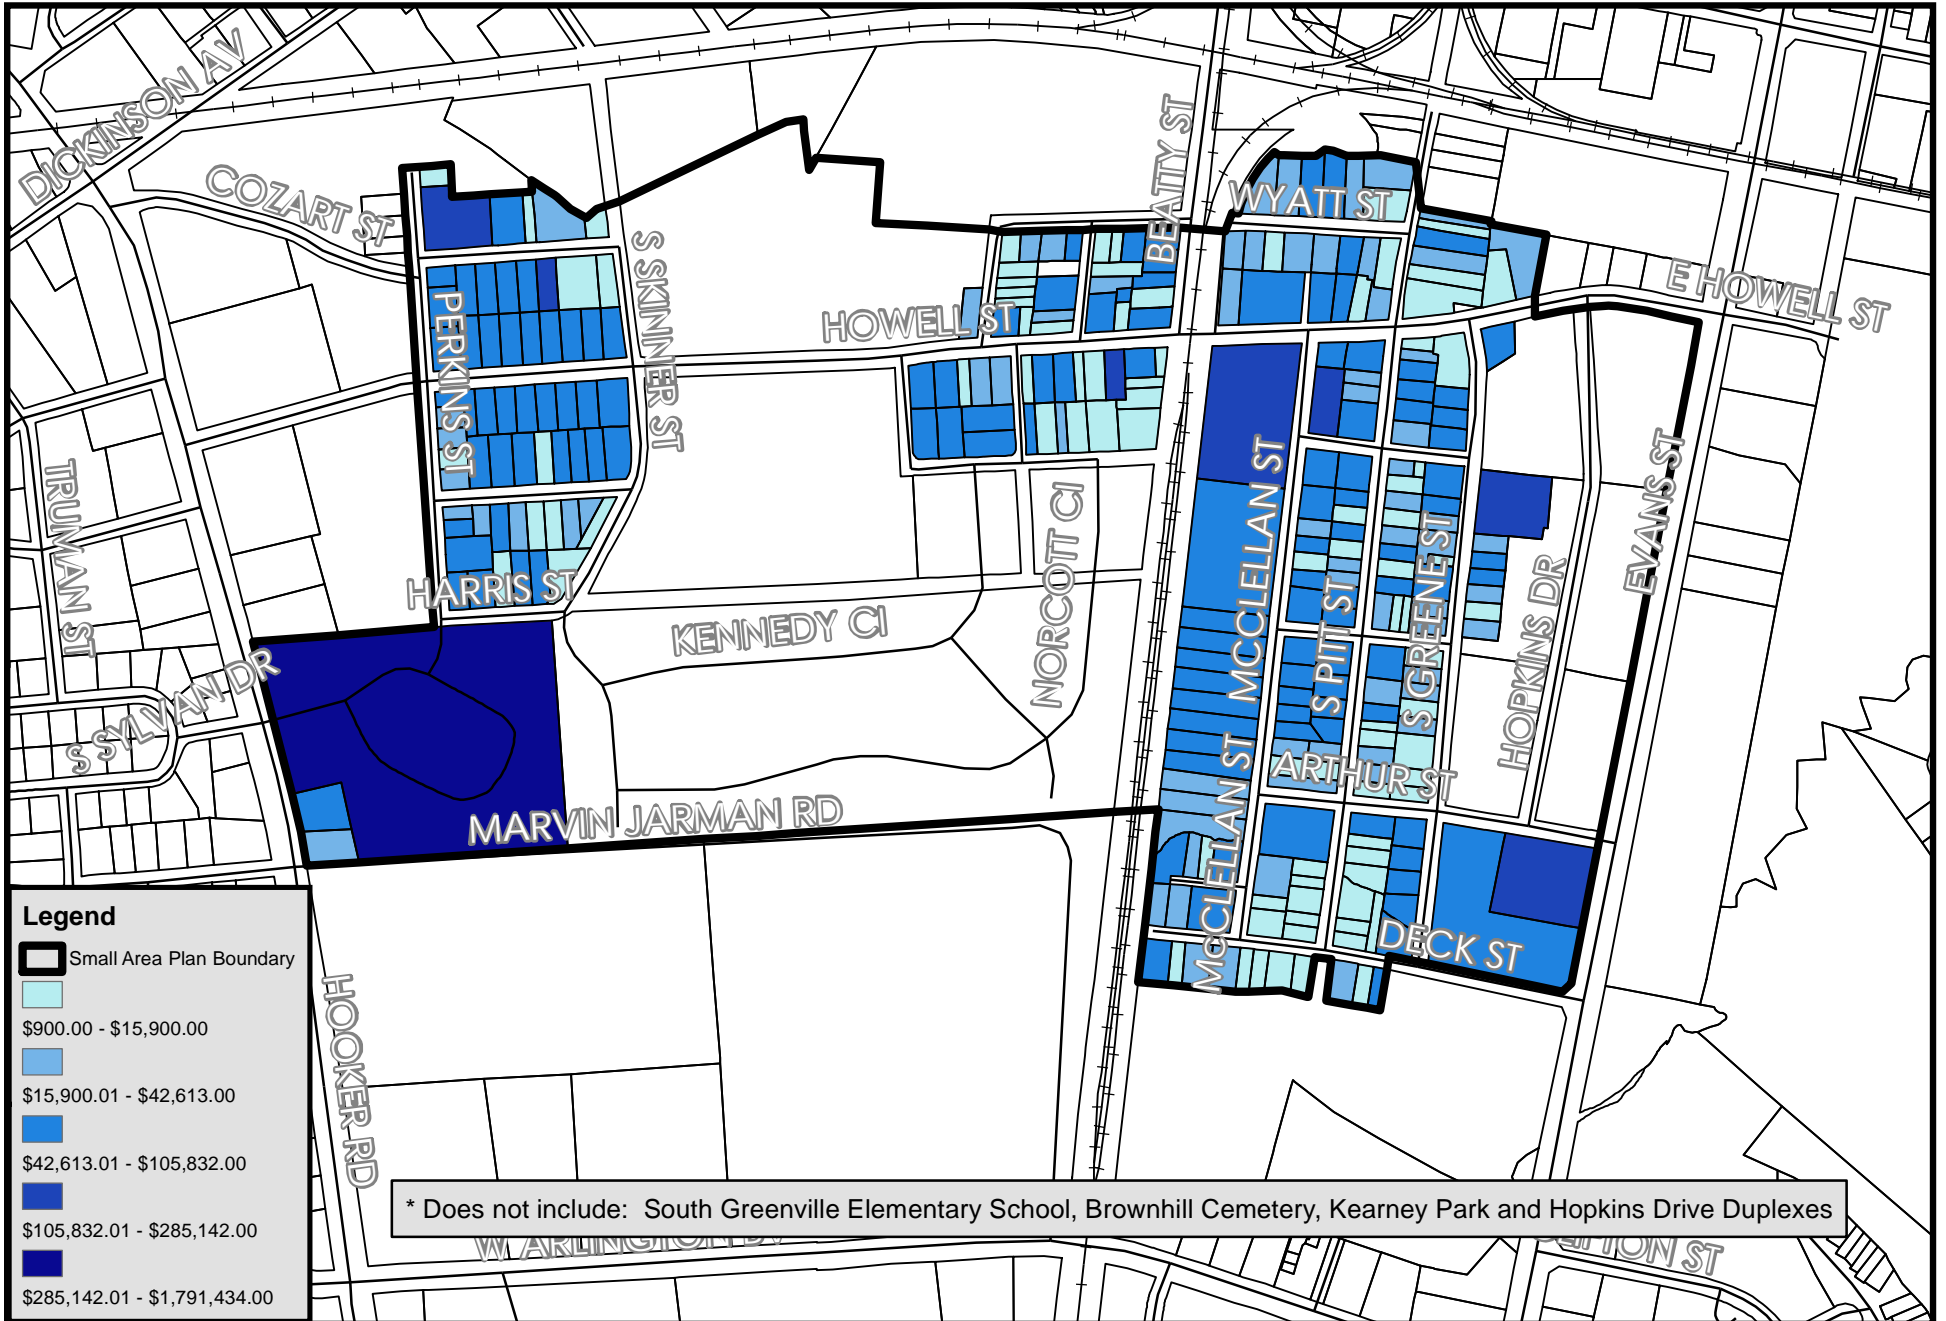 DICKINSON AV
COZART ST
BEATTY ST
WYATT ST
S SKINNER ST
E HOWELL ST
PERKINS ST
HOWELL ST
TRUMAN ST
MCCLELLAN ST
EVANS ST
NORCOTT CI
S PITT ST
S GREENE ST
HOPKINS DR
HARRIS ST
KENNEDY CI
S SYLVAN DR
ARTHUR ST
MARVIN JARMAN RD
McCLELLAN ST
DECK ST
HOOKER RD
Legend
Small Area Plan Boundary
$900.00 - $15,900.00
$15,900.01 - $42,613.00
$42,613.01 - $105,832.00
$105,832.01 - $285,142.00
$285,142.01 - $1,791,434.00
* Does not include: South Greenville Elementary School, Brownhill Cemetery, Kearney Park and Hopkins Drive Duplexes
W ARLINGTON BV
ST